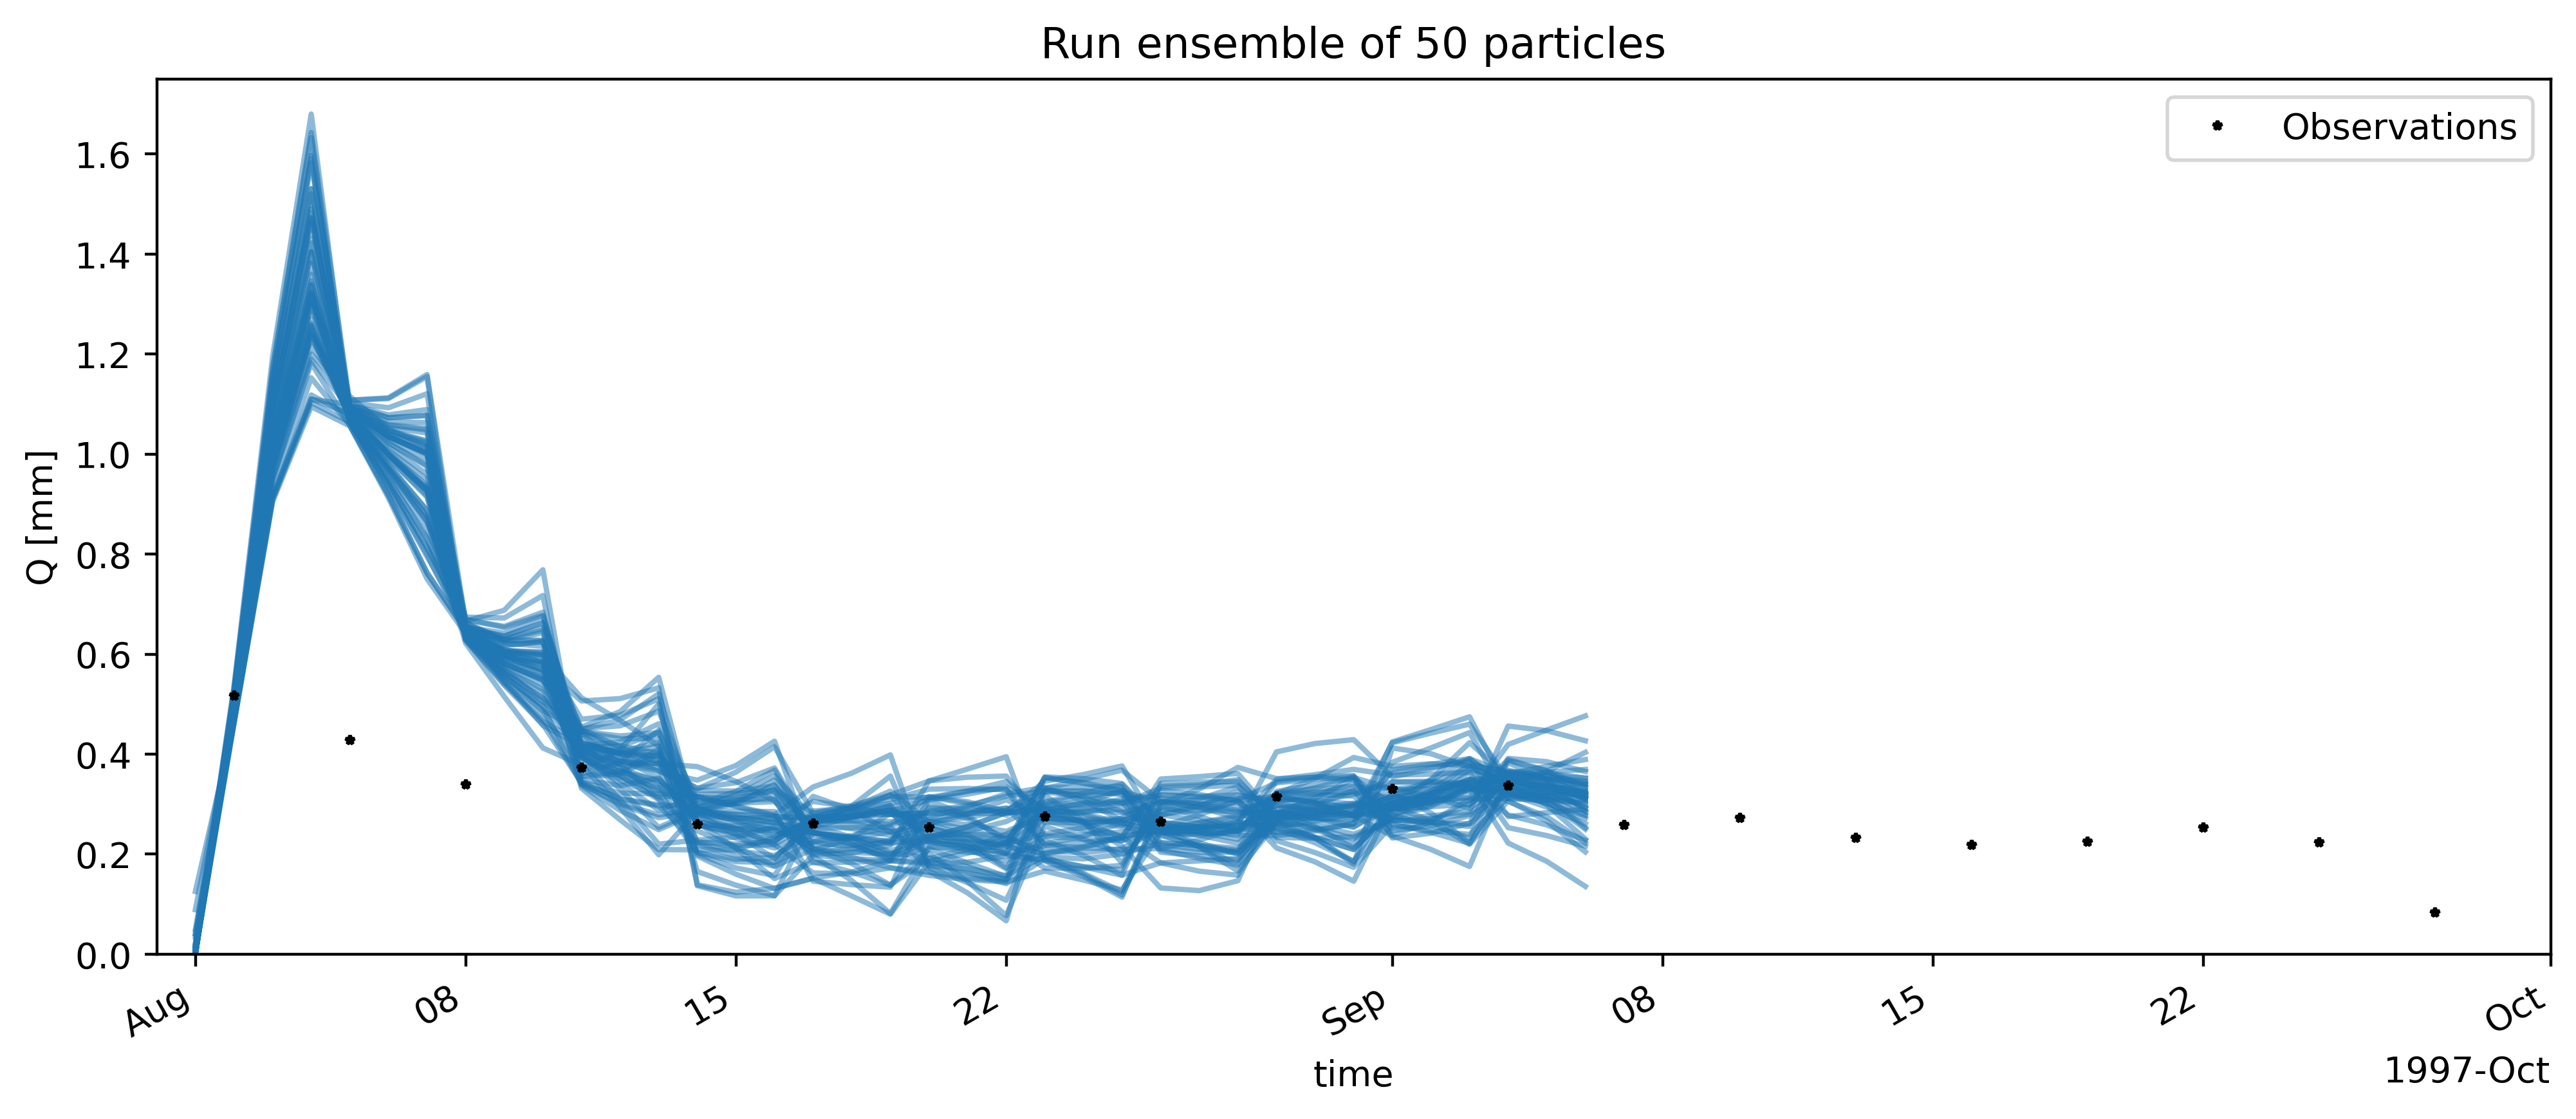 Run ensemble of 50 particles
Observations
Q [mm]
1.6
1.4
1.2
1.0
0.8
0.6
0.4
0.2
0.0
Aug
08
15
22
Sep
08
15
22
Oct
time
1997-Oct